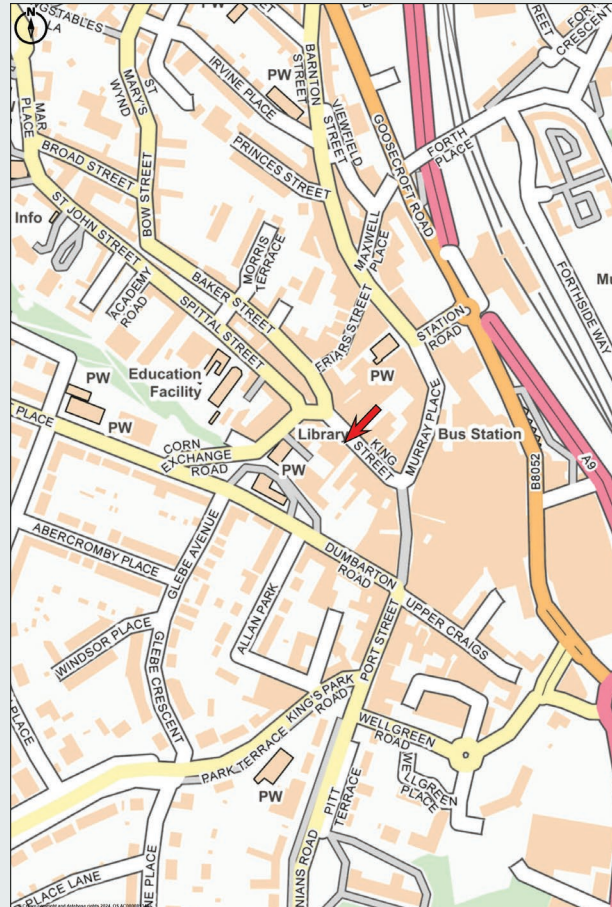 N
GSTABLES
LA
MAR
PLACE
ST
MARY'S
WYND
BROAD STREET
BOW STREET
IRVINE PLACE
PW
PW
BARNTON
STREET
VIEWFIELD
STREET
PRINCES STREET
GOOSECROFT ROAD
FORTH
PLACE
FORTH
CRESCENT
STREET
Info
ST JOHN STREET
ACADEMY
ROAD
SPITTAL STREET
BAKER STREET
MORRIS
TERRACE
MAXWELL
PLACE
FRIARS STREET
STATION
ROAD
FORTHSIDE WAY
Mu
PW
Education
Facility
PW
PW
PLACE
CORN
EXCHANGE
ROAD
Library
PW
KING
STREET
MURRAY PLACE
Bus Station
B8052
A9
ABERCROMBY PLACE
GLEBE AVENUE
DUMBARTON
ROAD
UPPER CRAIGS
ALLAN PARK
WINDSOR PLACE
GLEBE CRESCENT
PORT STREET
KING'S PARK
ROAD
PLACE
PARK TERRACE
PW
WELLGREEN
ROAD
WELLGREEN
PLACE
PITT
TERRACE
NIANS ROAD
PLACE LANE
NE PLACE